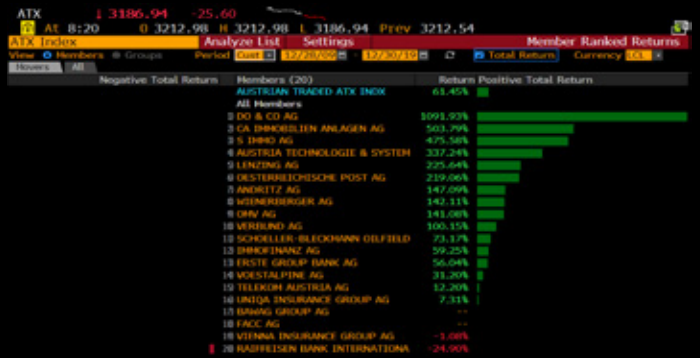 ATX ↓ 3186.94 -25.60
At 8:20 O 3212.98 H 3212.98 L 3186.94 Prev 3212.54
ATX Index Analyze List Settings Member Ranked Returns
View Members Groups Period Cust 12/28/09 - 12/30/19 Total Return Currency LCL
Movers All
Negative Total Return Members (20) Return Positive Total Return
AUSTRIAN TRADED ATX INDX 61.45%
All Members
1) DO & CO AG 1091.93%
2) CA IMMOBILIEN ANLAGEN AG 503.79%
3) S IMMO AG 475.58%
4) AUSTRIA TECHNOLOGIE & SYSTEM 337.24%
5) LENZING AG 225.64%
6) OESTERREICHISCHE POST AG 219.06%
7) ANDRITZ AG 147.09%
8) WIENERBERGER AG 142.11%
9) OMV AG 141.08%
10) VERBUND AG 100.15%
11) SCHOELLER-BLECKMANN OILFIELD 73.17%
12) IMMOFINANZ AG 59.25%
13) ERSTE GROUP BANK AG 56.04%
14) VOESTALPINE AG 31.20%
15) TELEKOM AUSTRIA AG 12.20%
16) UNIQA INSURANCE GROUP AG 7.31%
17) BAWAG GROUP AG --
18) FACC AG --
19) VIENNA INSURANCE GROUP AG -1.08%
20) RAIFFEISEN BANK INTERNATIONA -24.90%